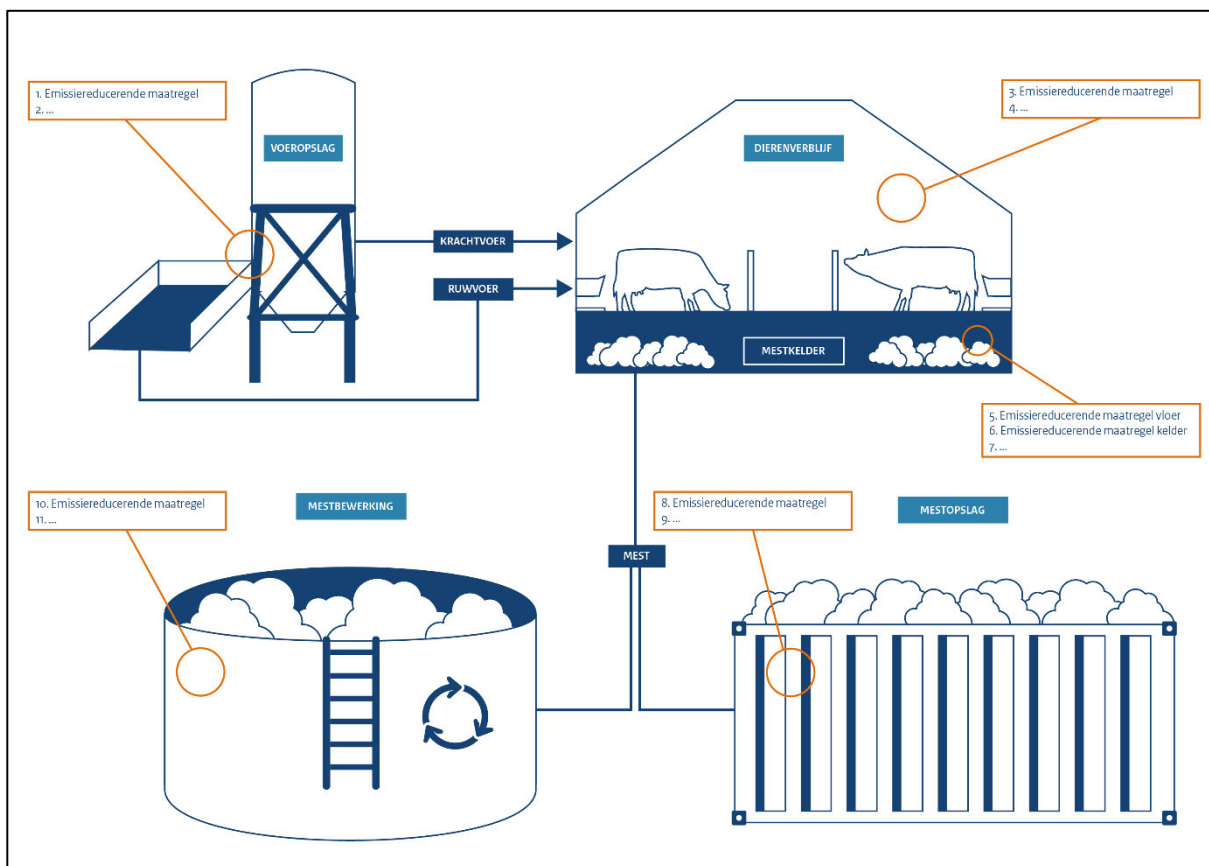 1. Emissiereducerende maatregel
2. ...
VOEROPSLAG
DIERENVERBLIJF
3. Emissiereducerende maatregel
4. ...
KRACHTVOER
RUWVOER
MESTKELDER
5. Emissiereducerende maatregel vloer
6. Emissiereducerende maatregel kelder
7. ...
10. Emissiereducerende maatregel
11. ...
MESTBEWERKING
8. Emissiereducerende maatregel
9. ...
MESTOPSLAG
MEST